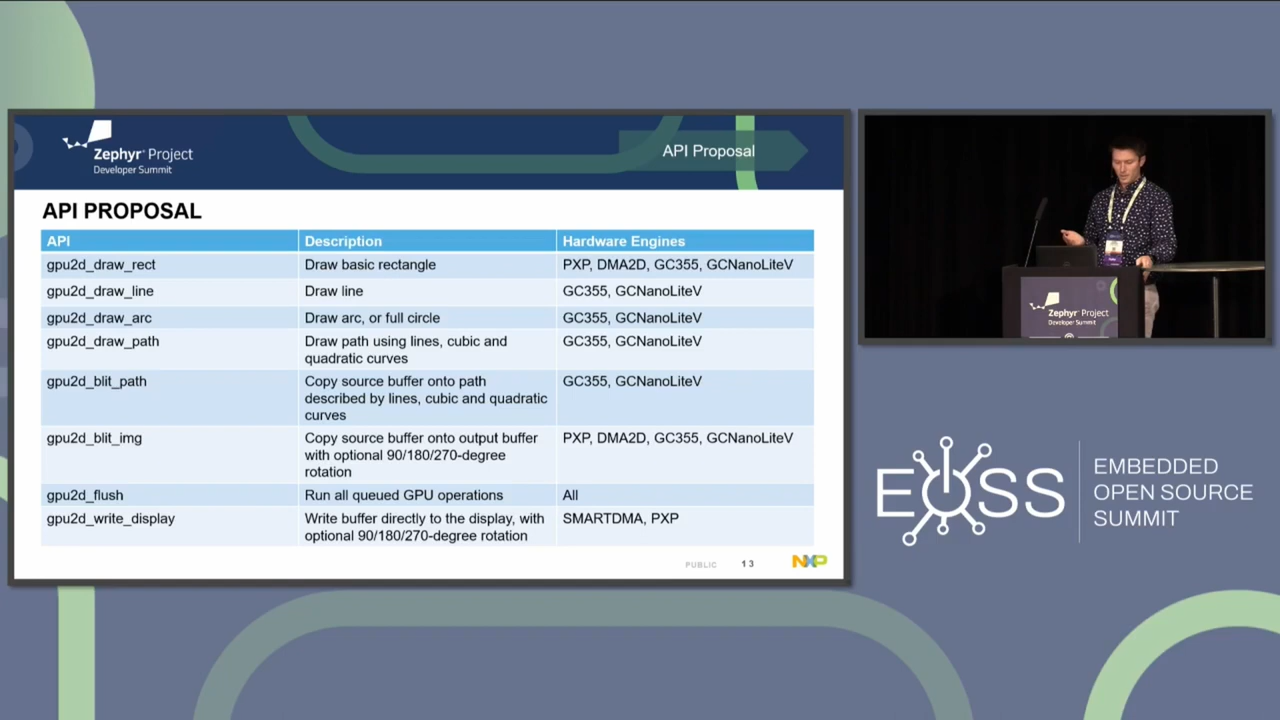 Zephyr® Project
Developer Summit
API Proposal
API PROPOSAL
API Description Hardware Engines
gpu2d_draw_rect Draw basic rectangle PXP, DMA2D, GC355, GCNanoLiteV
gpu2d_draw_line Draw line GC355, GCNanoLiteV
gpu2d_draw_arc Draw arc, or full circle GC355, GCNanoLiteV
gpu2d_draw_path Draw path using lines, cubic and GC355, GCNanoLiteV
quadratic curves
gpu2d_blit_path Copy source buffer onto path GC355, GCNanoLiteV
described by lines, cubic and quadratic
curves
gpu2d_blit_img Copy source buffer onto output buffer PXP, DMA2D, GC355, GCNanoLiteV
with optional 90/180/270-degree
rotation
gpu2d_flush Run all queued GPU operations All
gpu2d_write_display Write buffer directly to the display, with SMARTDMA, PXP
optional 90/180/270-degree rotation
PUBLIC 13 NXP
Zephyr® Project
Developer Summit
EOSS
EMBEDDED
OPEN SOURCE
SUMMIT